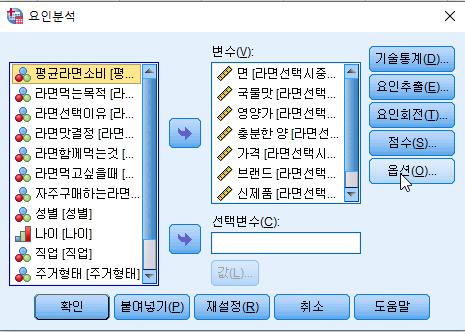 요인분석
변수(V):
평균라면소비 [평...
라면먹는목적 [라...
라면선택이유 [라...
라면맛결정 [라면...
라면함께먹는것 [...
라면먹고싶을때 [...
자주구매하는라면...
성별 [성별]
나이 [나이]
직업 [직업]
주거형태 [주거형태]
면 [라면선택시중...
국물맛 [라면선택...
영양가 [라면선택...
충분한 양 [라면선...
가격 [라면선택시...
브랜드 [라면선택...
신제품 [라면선택...
선택변수(C):
값(L)...
기술통계(D)...
요인추출(E)...
요인회전(T)...
점수(S)...
옵션(O)...
확인
붙여넣기(P)
재설정(R)
취소
도움말